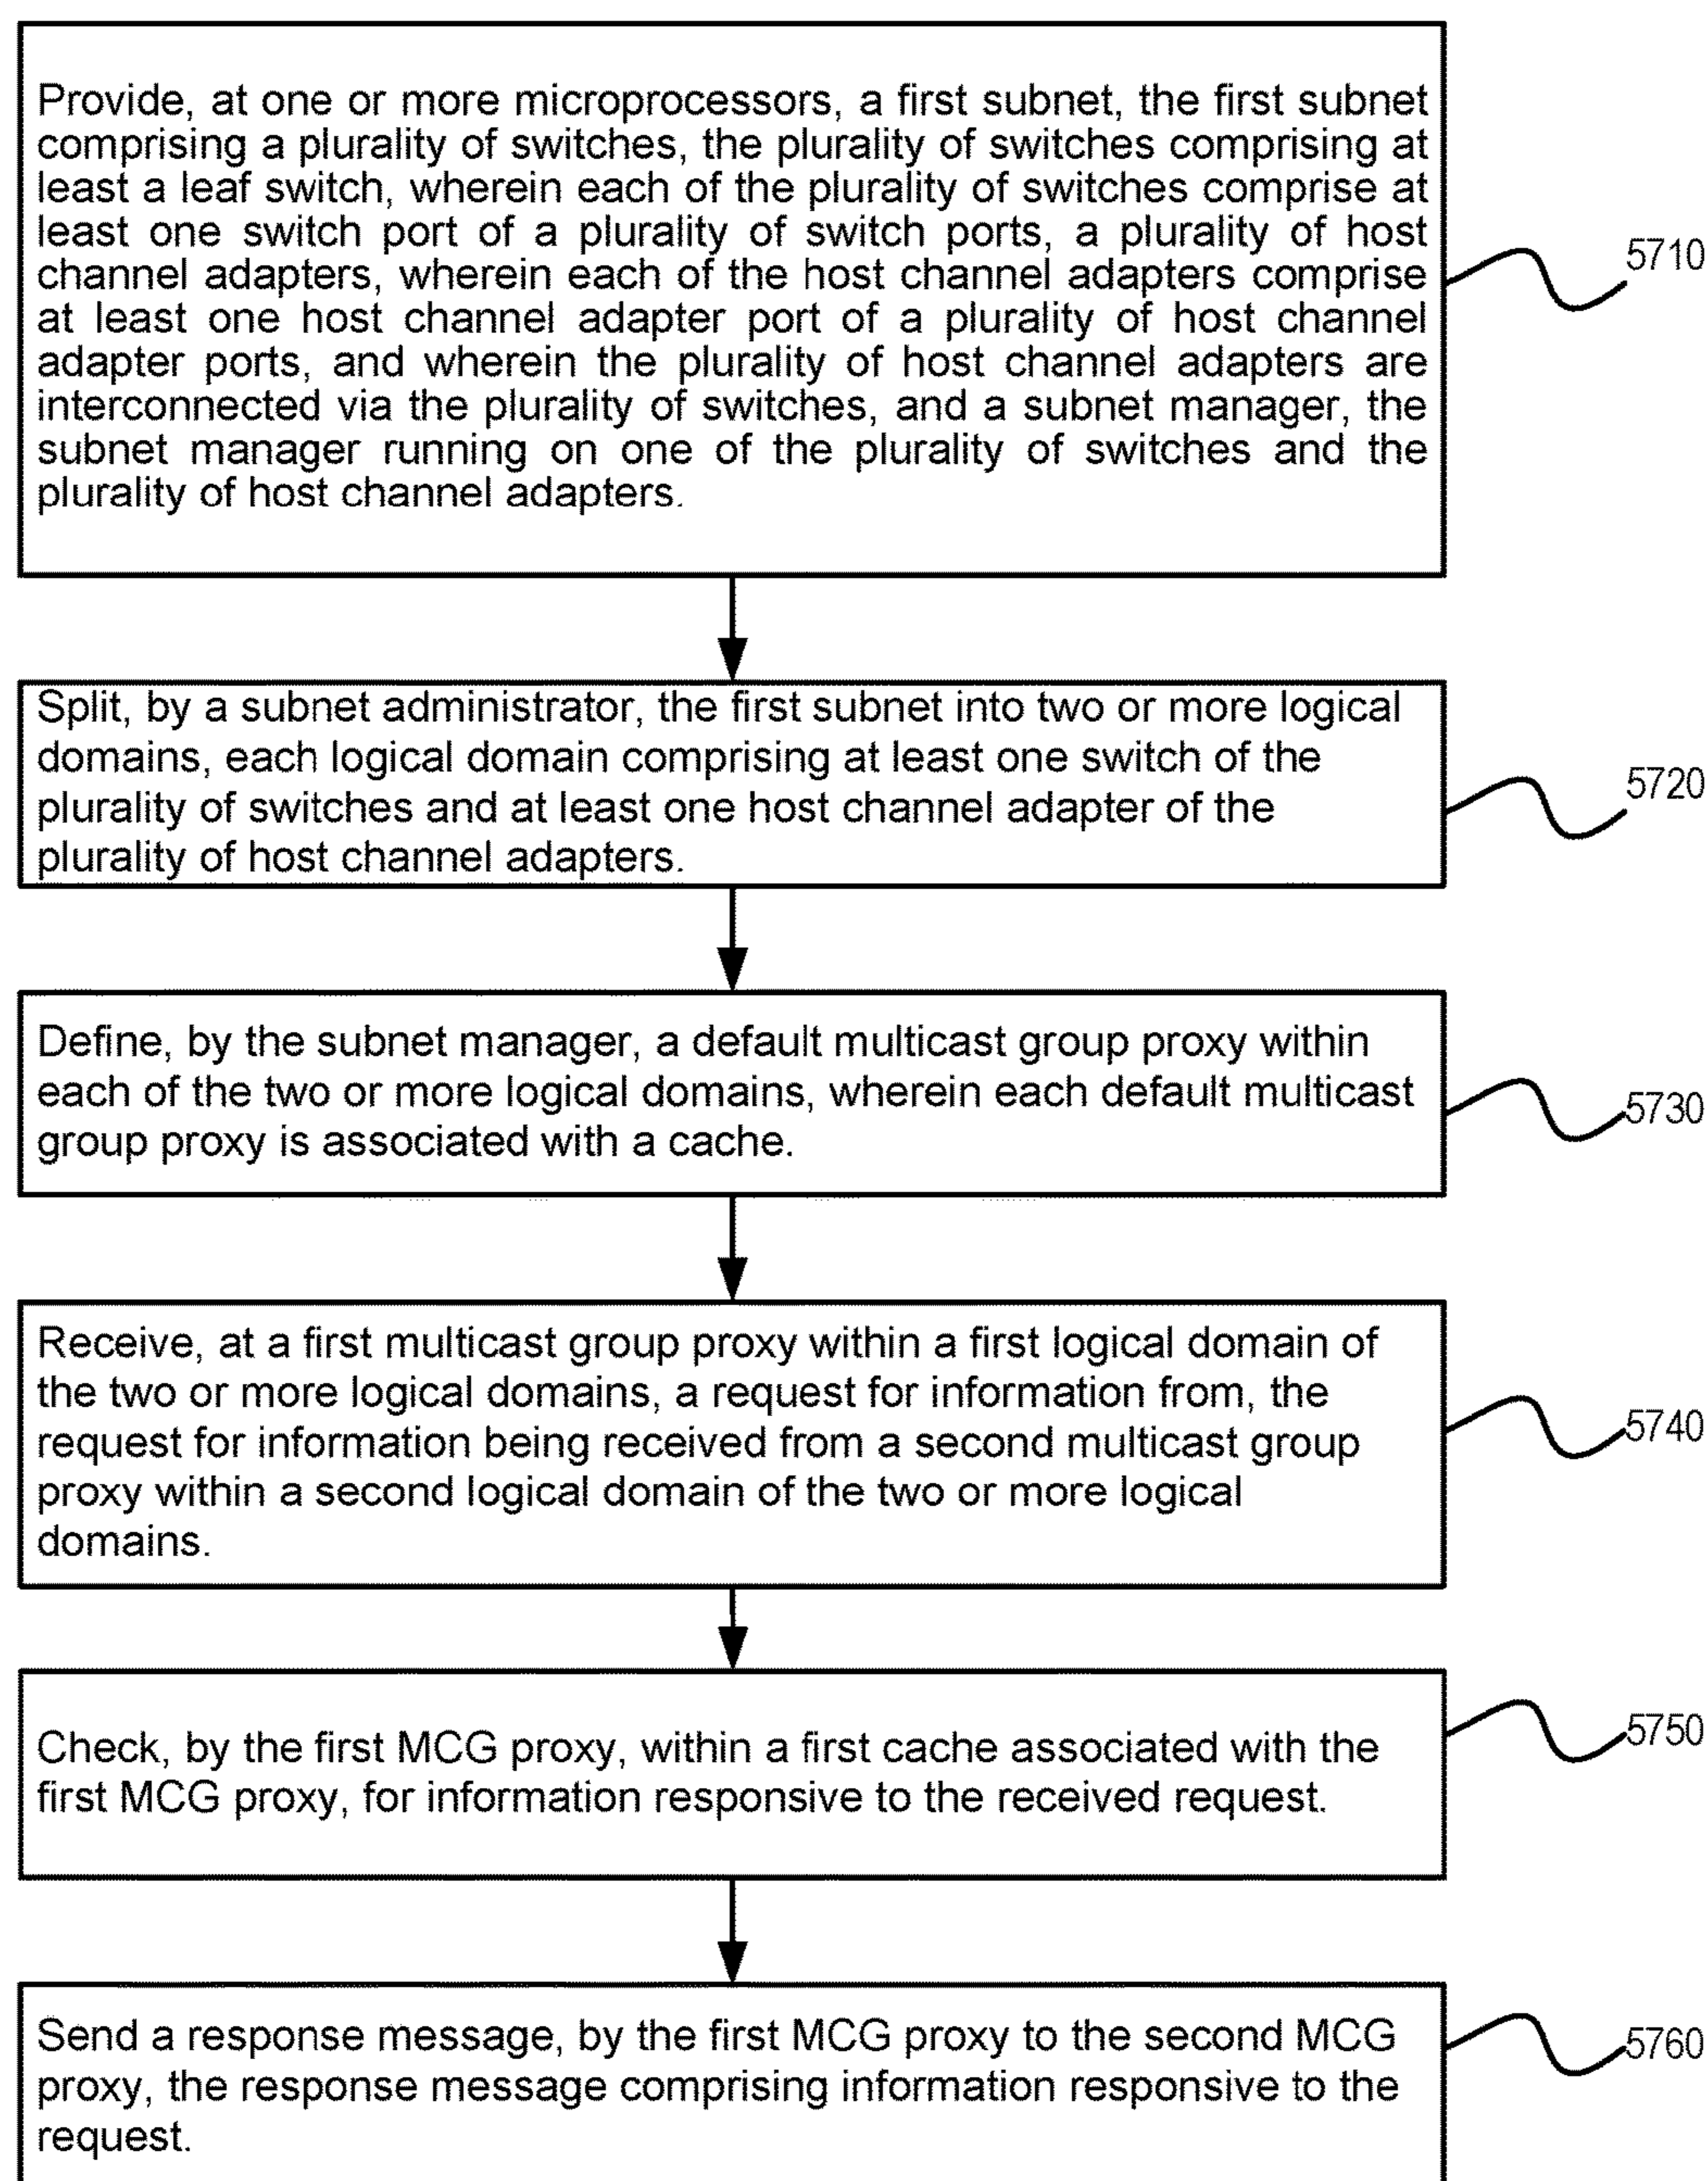 Provide, at one or more microprocessors, a first subnet, the first subnet
comprising a plurality of switches, the plurality of switches comprising at
least a leaf switch, wherein each of the plurality of switches comprise at
least one switch port of a plurality of switch ports, a plurality of host
channel adapters, wherein each of the host channel adapters comprise
at least one host channel adapter port of a plurality of host channel
adapter ports, and wherein the plurality of host channel adapters are
interconnected via the plurality of switches, and a subnet manager, the
subnet manager running on one of the plurality of switches and the
plurality of host channel adapters.
5710
Split, by a subnet administrator, the first subnet into two or more logical
domains, each logical domain comprising at least one switch of the
plurality of switches and at least one host channel adapter of the
plurality of host channel adapters.
5720
Define, by the subnet manager, a default multicast group proxy within
each of the two or more logical domains, wherein each default multicast
group proxy is associated with a cache.
5730
Receive, at a first multicast group proxy within a first logical domain of
the two or more logical domains, a request for information from, the
request for information being received from a second multicast group
proxy within a second logical domain of the two or more logical
domains.
5740
Check, by the first MCG proxy, within a first cache associated with the
first MCG proxy, for information responsive to the received request.
5750
Send a response message, by the first MCG proxy to the second MCG
proxy, the response message comprising information responsive to the
request.
5760